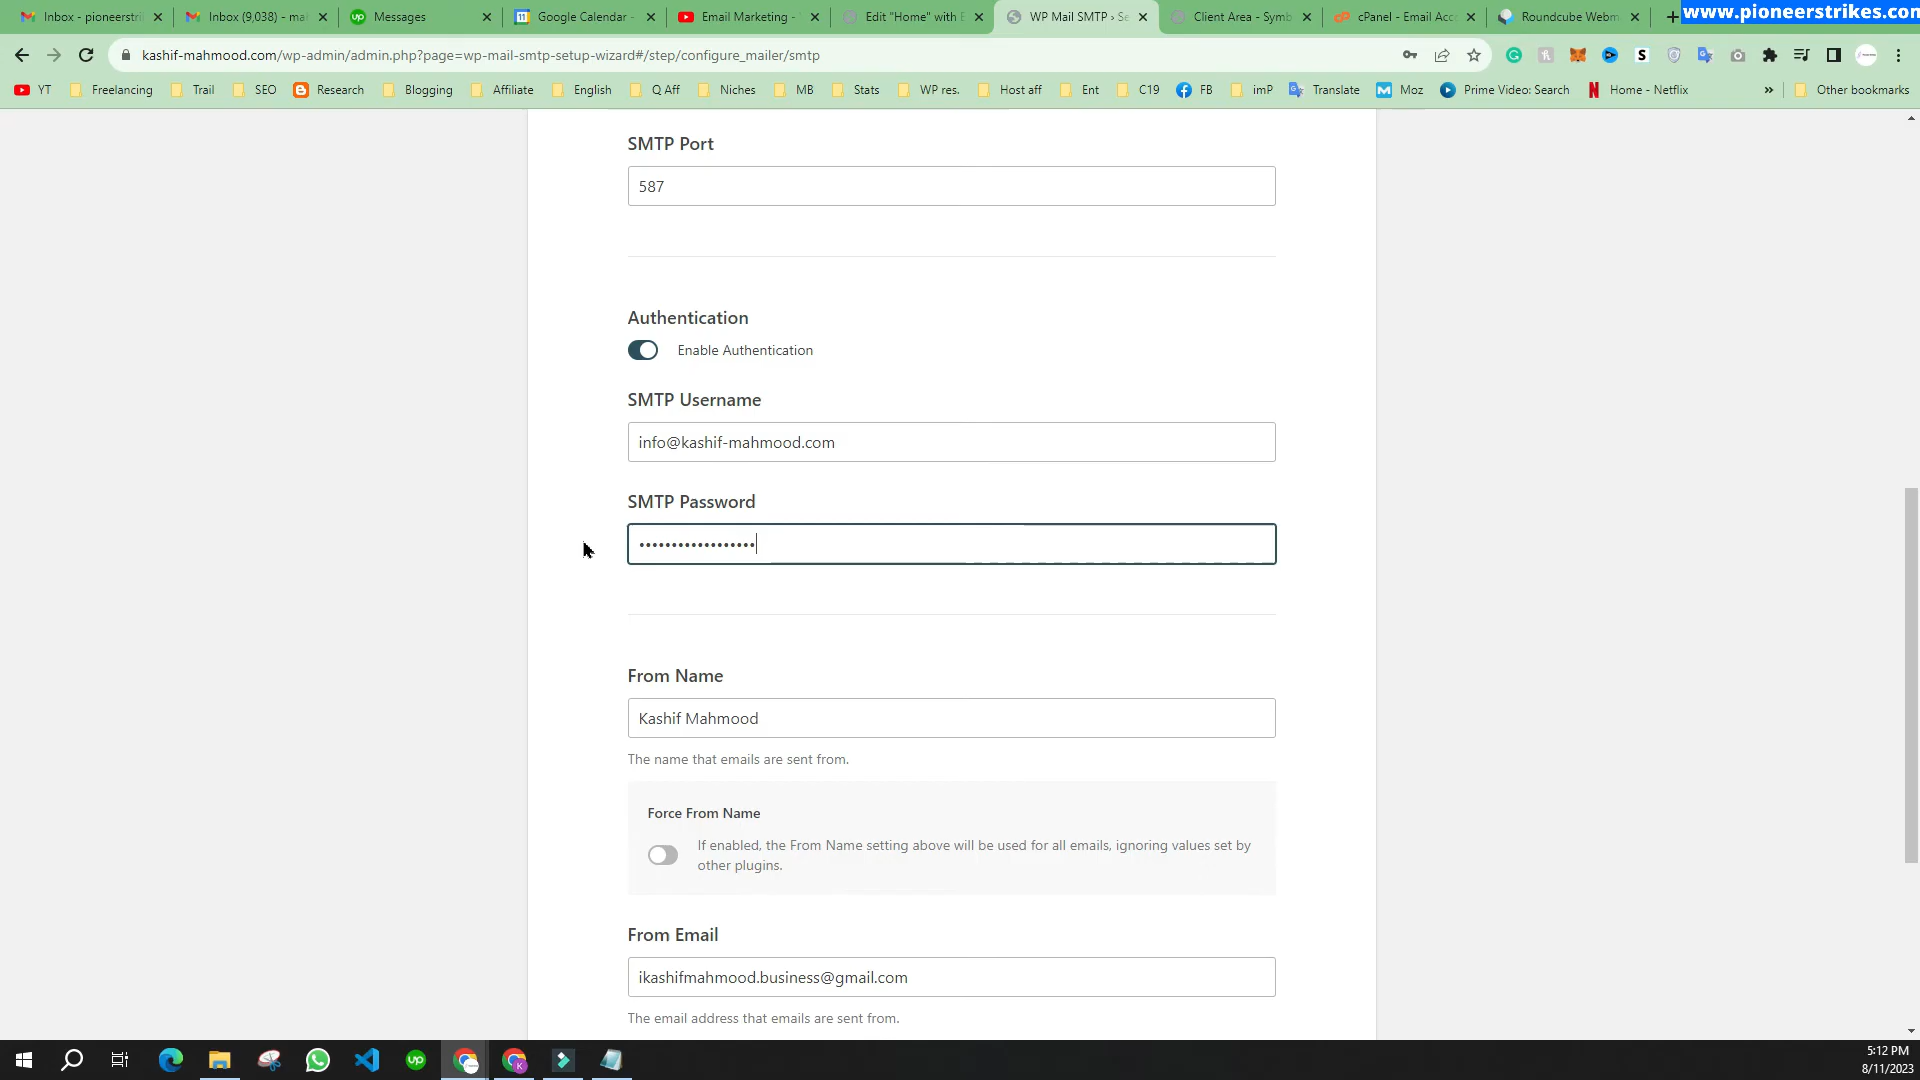 Inbox - pioneerstri
Inbox (9,038) - mai
Messages
Google Calendar -
Email Marketing -
Edit "Home" with E
WP Mail SMTP › Se
Client Area - Symb
cPanel - Email Acc
Roundcube Webm
www.pioneerstrikes.com
kashif-mahmood.com/wp-admin/admin.php?page=wp-mail-smtp-setup-wizard#/step/configure_mailer/smtp
YT
Freelancing
Trail
SEO
Research
Blogging
Affiliate
English
Q Aff
Niches
MB
Stats
WP res.
Host aff
Ent
C19
FB
imP
Translate
Moz
Prime Video: Search
Home - Netflix
»
Other bookmarks
SMTP Port
587
Authentication
Enable Authentication
SMTP Username
info@kashif-mahmood.com
SMTP Password
••••••••••••••••••
From Name
Kashif Mahmood
The name that emails are sent from.
Force From Name
If enabled, the From Name setting above will be used for all emails, ignoring values set by
other plugins.
From Email
ikashifmahmood.business@gmail.com
The email address that emails are sent from.
5:12 PM
8/11/2023